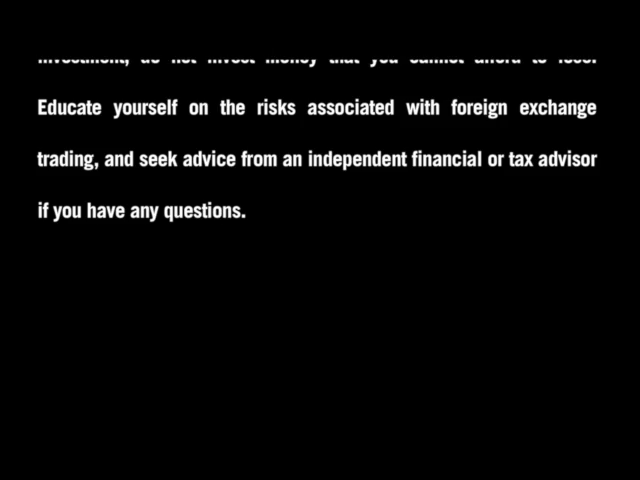 investment, do not invest money that you cannot afford to lose.
Educate yourself on the risks associated with foreign exchange
trading, and seek advice from an independent financial or tax advisor
if you have any questions.